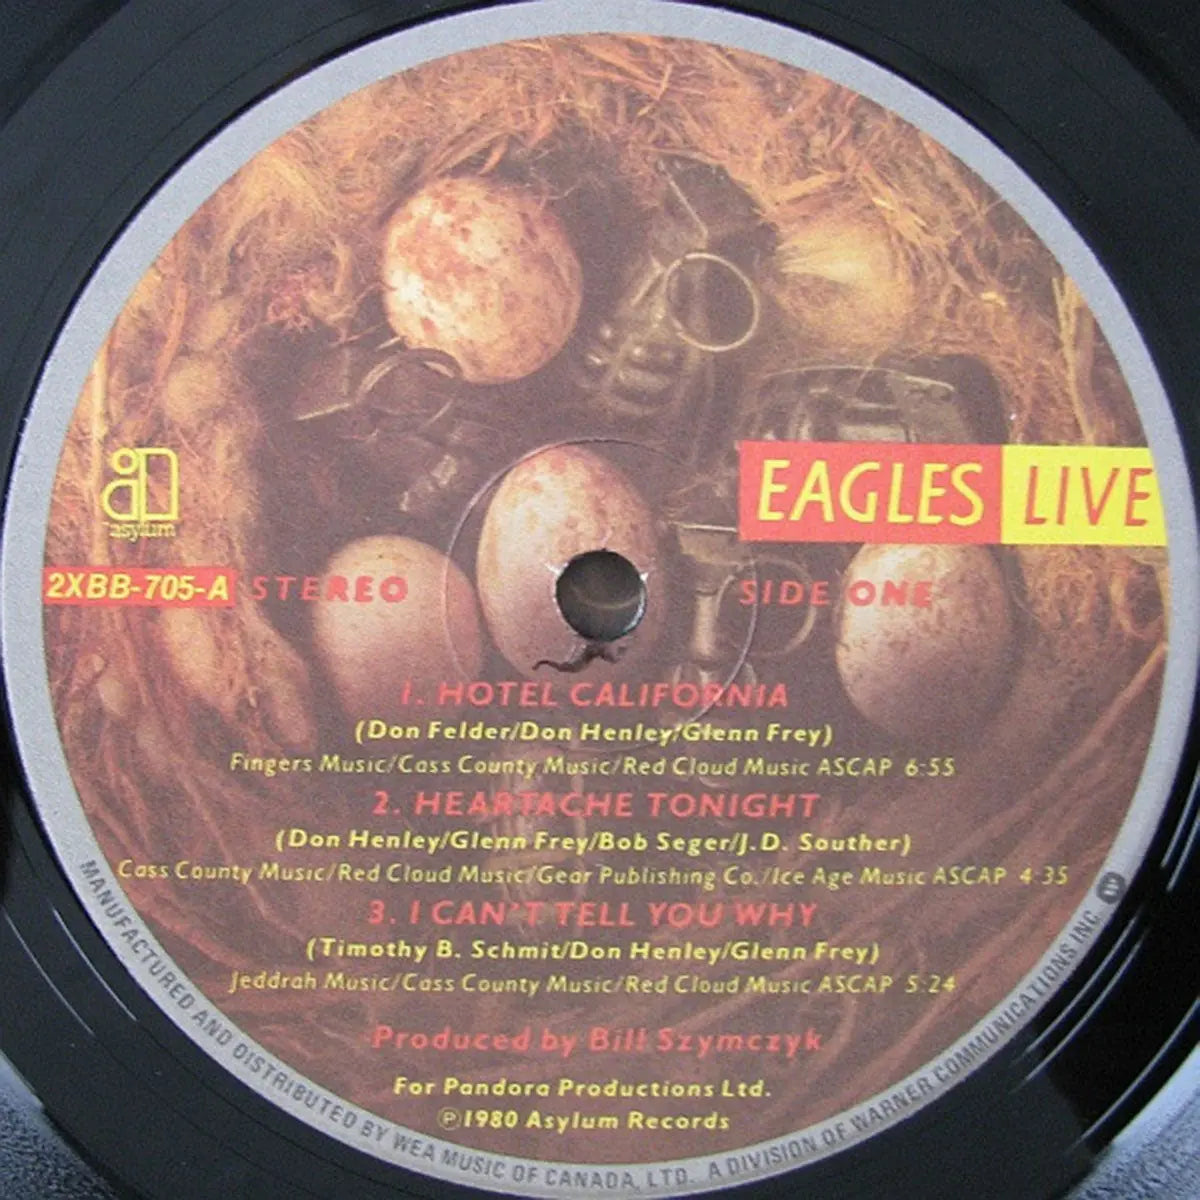 asylum
EAGLES LIVE
2XBB-705-A STEREO
SIDE ONE
1. HOTEL CALIFORNIA
(Don Felder/Don Henley/Glenn Frey)
Fingers Music/Cass County Music/Red Cloud Music ASCAP 6:55
2. HEARTACHE TONIGHT
(Don Henley/Glenn Frey/Bob Seger/J.D. Souther)
Cass County Music/Red Cloud Music/Gear Publishing Co./Ice Age Music ASCAP 4:35
3. I CAN'T TELL YOU WHY
(Timothy B. Schmit/Don Henley/Glenn Frey)
Jeddrah Music/Cass County Music/Red Cloud Music ASCAP 5:24
Produced by Bill Szymczyk
For Pandora Productions Ltd.
℗1980 Asylum Records
MANUFACTURED AND DISTRIBUTED BY WEA MUSIC OF CANADA, LTD. A DIVISION OF WARNER COMMUNICATIONS INC.